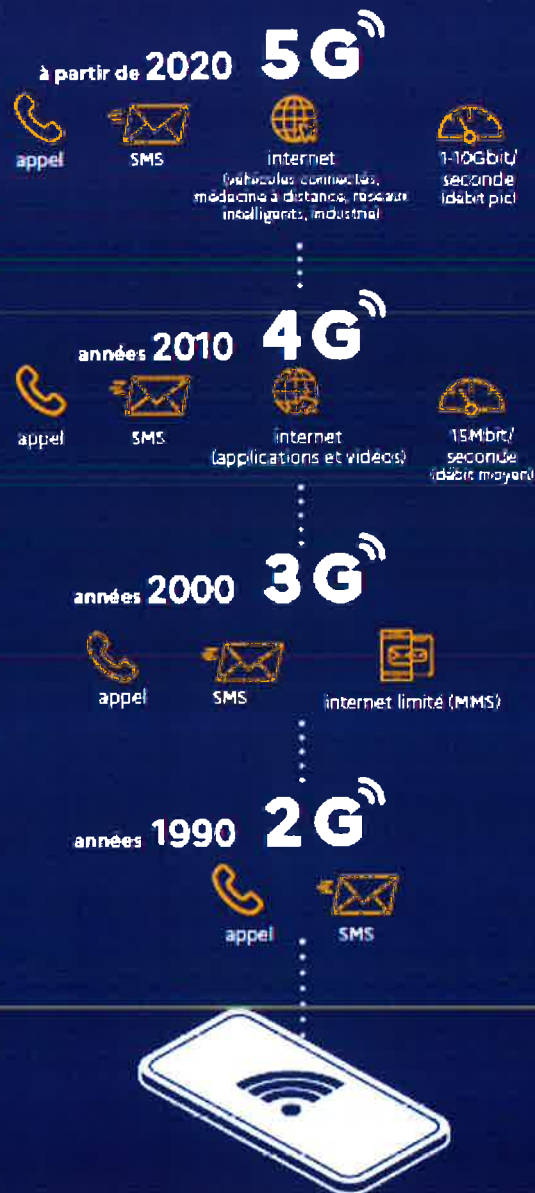 à partir de 2020 5G
appel
SMS
internet
(véhicules connectés,
médecine à distance, réseaux
intelligents, industrie)
1-10Gbit/
seconde
(débit pic)
années 2010 4G
appel
SMS
internet
(applications et vidéos)
15Mbit/
seconde
(débit moyen)
années 2000 3G
appel
SMS
internet limité (MMS)
années 1990 2G
appel
SMS